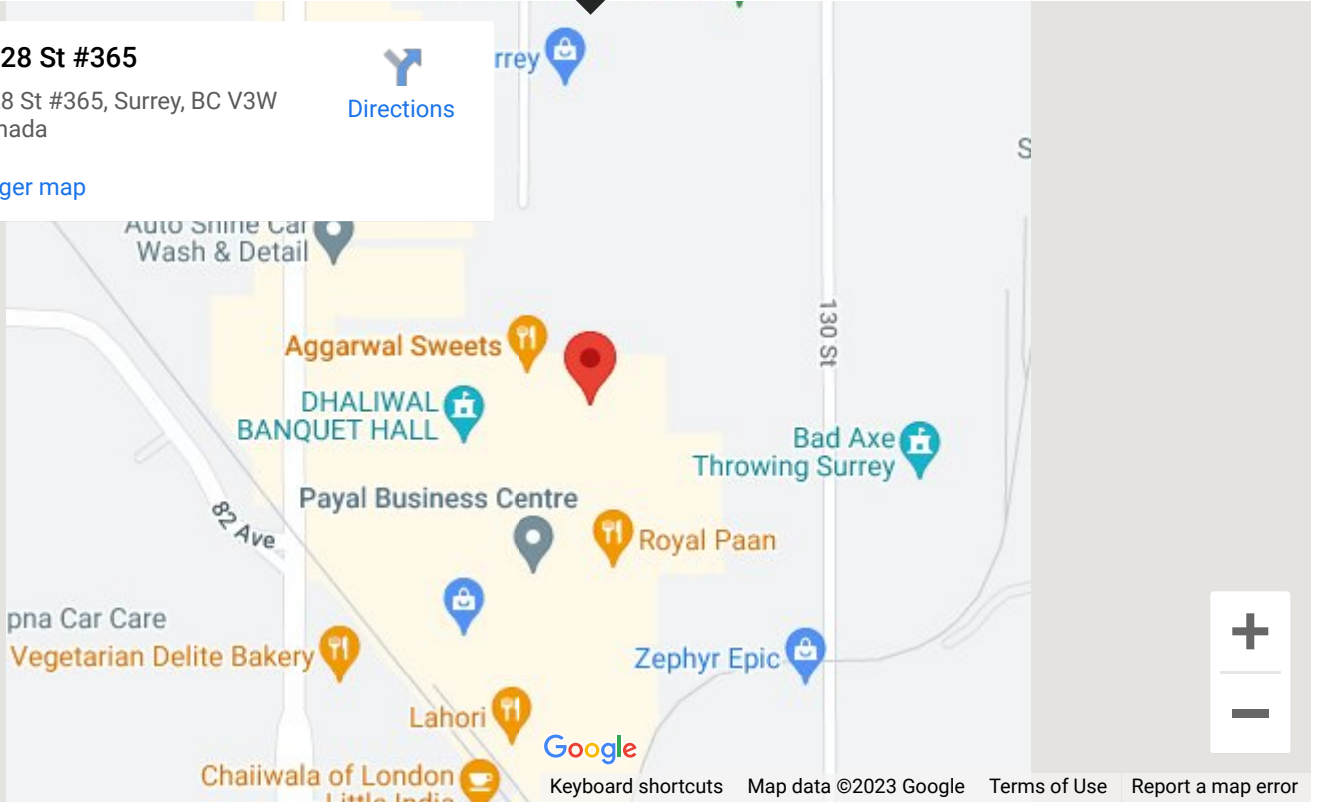 28 St #365
8 St #365, Surrey, BC V3W
nada
Directions
ger map
rrey
S
Auto Shine Car
Wash & Detail
130 St
Aggarwal Sweets
DHALIWAL
BANQUET HALL
Bad Axe
Throwing Surrey
Payal Business Centre
82 Ave
Royal Paan
pna Car Care
Vegetarian Delite Bakery
Zephyr Epic
Lahori
Google
Chaiiwala of London
Little India
Keyboard shortcuts
Map data ©2023 Google
Terms of Use
Report a map error